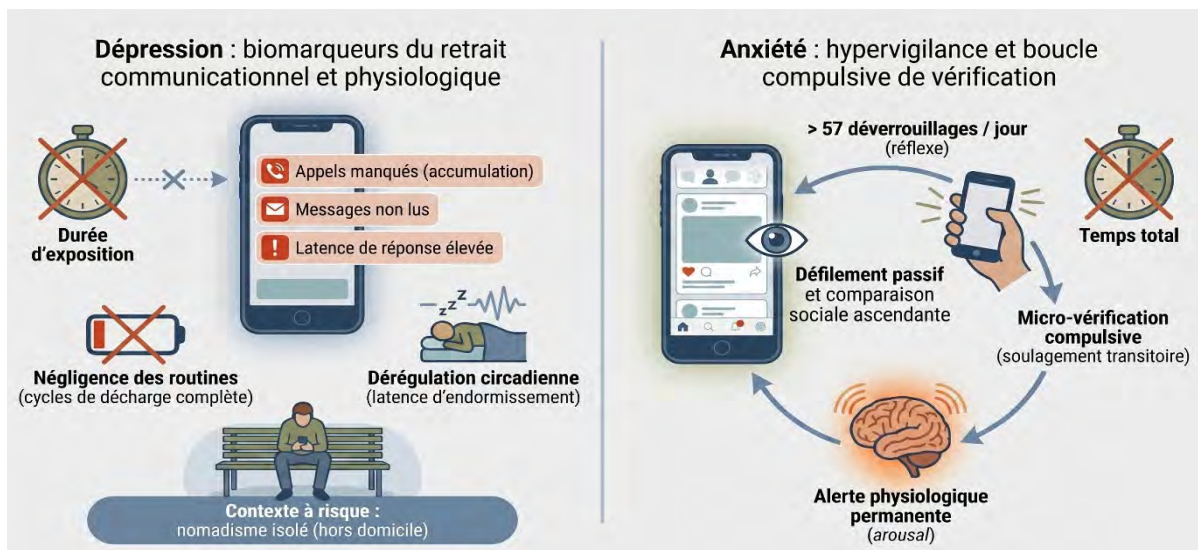 Dépression : biomarqueurs du retrait
communicationnel et physiologique
Durée
d'exposition
Appels manqués (accumulation)
Messages non lus
Latence de réponse élevée
Négligence des routines
(cycles de décharge complète)
zzZ
Dérégulation circadienne
(latence d'endormissement)
Contexte à risque :
nomadisme isolé (hors domicile)
Anxiété : hypervigilance et boucle
compulsive de vérification
> 57 déverrouillages / jour
(réflexe)
Temps total
Défilement passif
et comparaison
sociale ascendante
Micro-vérification
compulsive
(soulagement transitoire)
Alerte physiologique
permanente
(arousal)